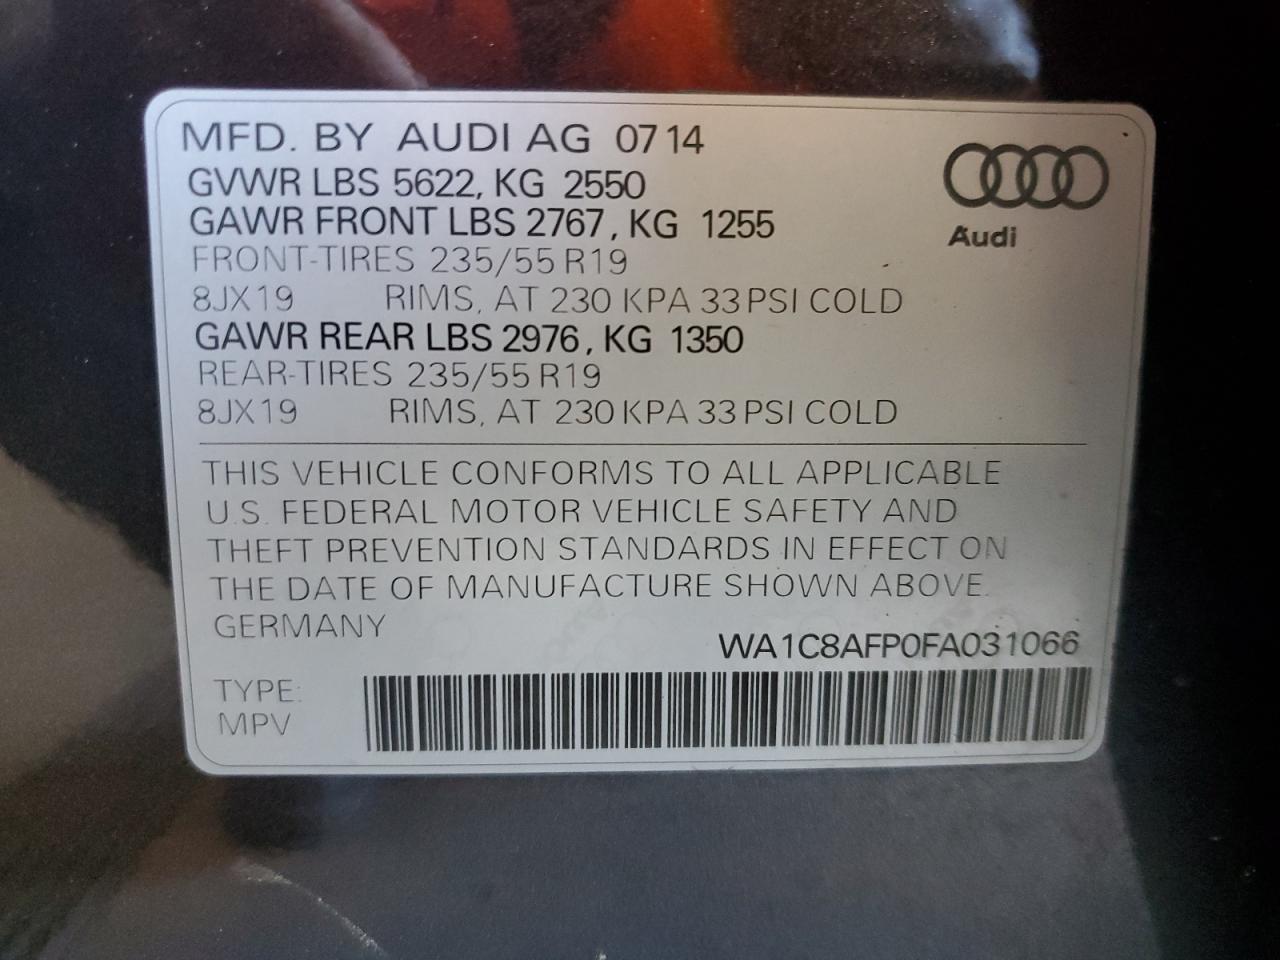 MFD. BY AUDI AG 0714
GVWR LBS 5622, KG 2550
GAWR FRONT LBS 2767, KG 1255
FRONT-TIRES 235/55 R19
8JX19 RIMS, AT 230 KPA 33 PSI COLD
GAWR REAR LBS 2976, KG 1350
REAR-TIRES 235/55 R19
8JX19 RIMS, AT 230 KPA 33 PSI COLD
Audi
THIS VEHICLE CONFORMS TO ALL APPLICABLE
U.S. FEDERAL MOTOR VEHICLE SAFETY AND
THEFT PREVENTION STANDARDS IN EFFECT ON
THE DATE OF MANUFACTURE SHOWN ABOVE.
GERMANY
WA1C8AFP0FA031066
TYPE:
MPV